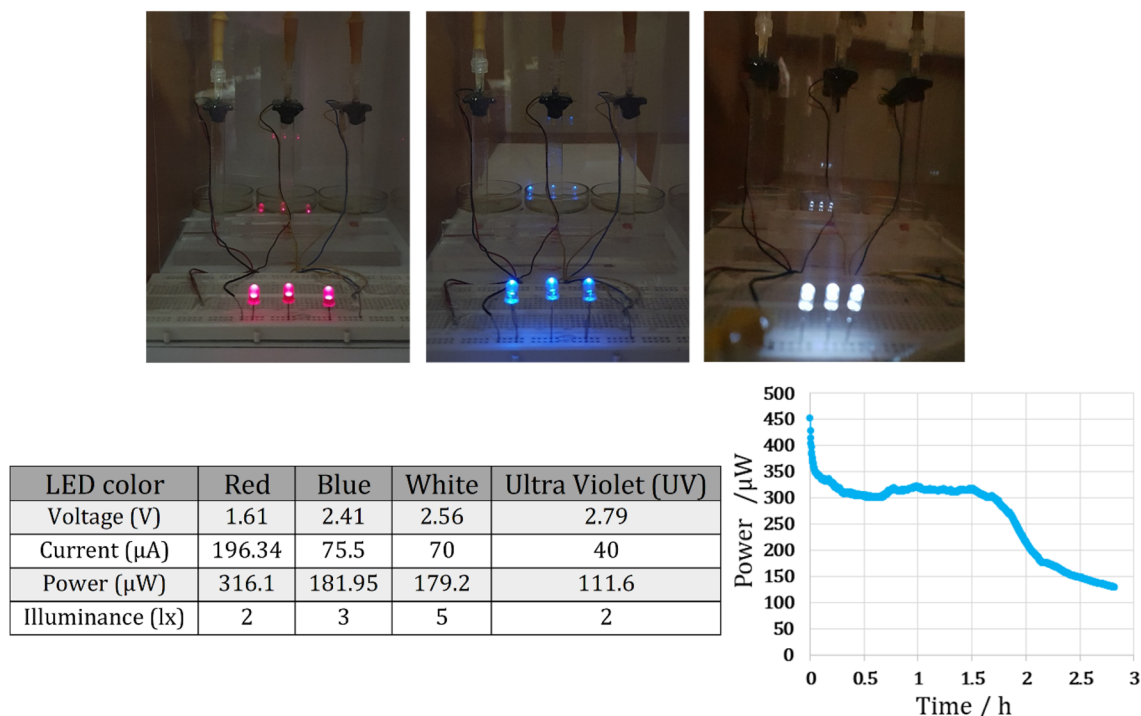 LED color Red Blue White Ultra Violet (UV)
Voltage (V) 1.61 2.41 2.56 2.79
Current (µA) 196.34 75.5 70 40
Power (µW) 316.1 181.95 179.2 111.6
Illuminance (lx) 2 3 5 2
Power /µW
500
450
400
350
300
250
200
150
100
50
0
0 0.5 1 1.5 2 2.5 3
Time / h